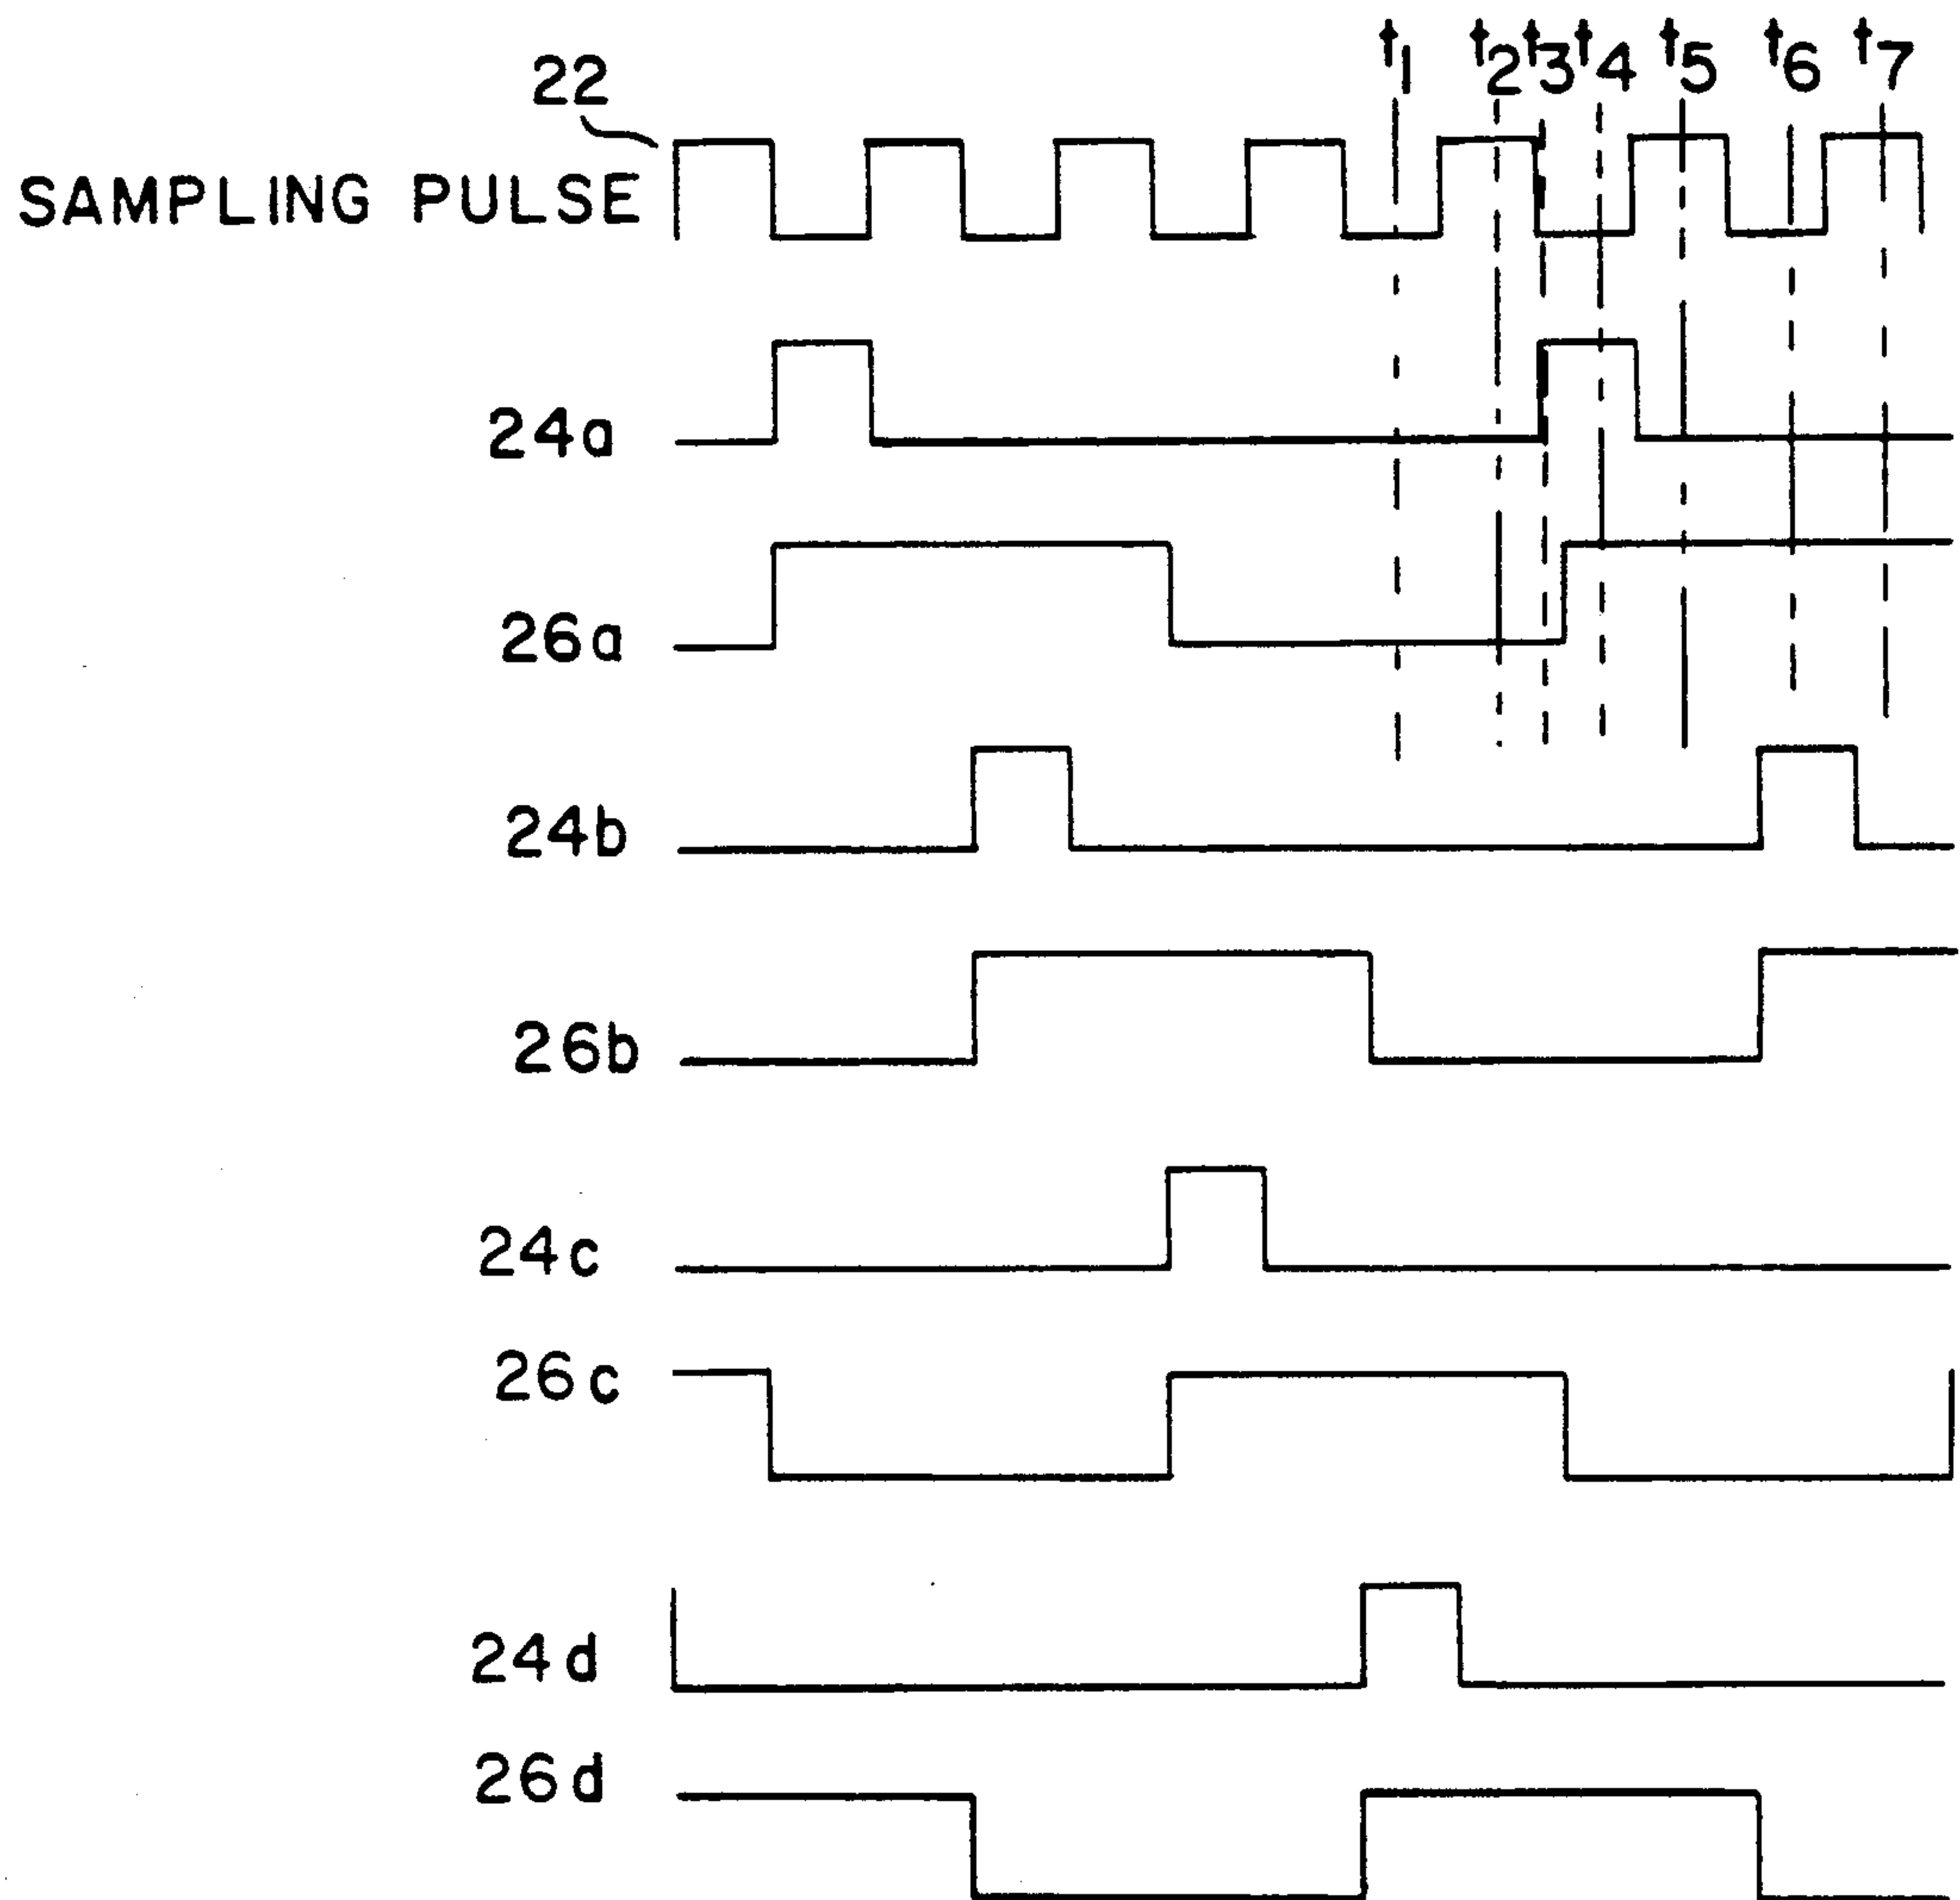 t1 t2 t3 t4 t5 t6 t7
22
SAMPLING PULSE
24a
26a
24b
26b
24c
26c
24d
26d